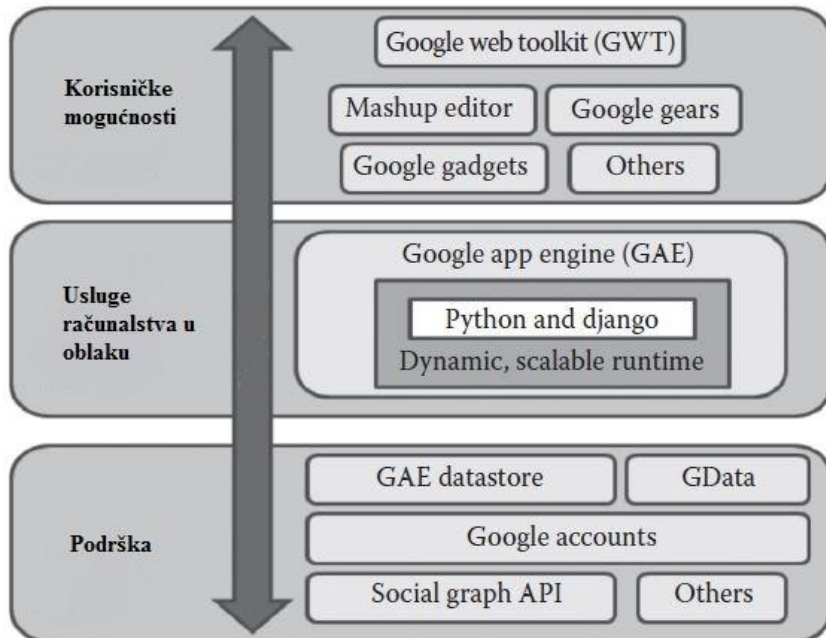 Korisničke
mogućnosti
Google web toolkit (GWT)
Mashup editor
Google gears
Google gadgets
Others
Usluge
računalstva u
oblaku
Google app engine (GAE)
Python and django
Dynamic, scalable runtime
Podrška
GAE datastore
GData
Google accounts
Social graph API
Others